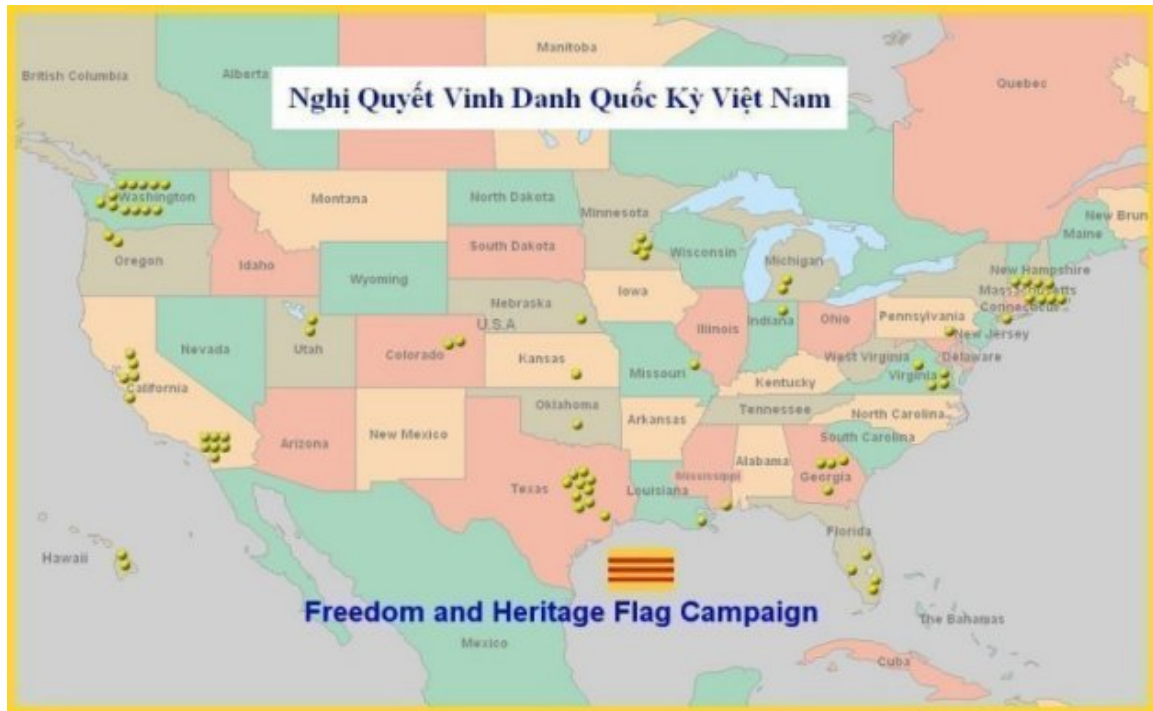 Manitoba
British Columbia
Alberta
Quebec
Nghị Quyết Vinh Danh Quốc Kỳ Việt Nam
Washington
Montana
North Dakota
Minnesota
New Brun
Maine
Oregon
Idaho
South Dakota
Wisconsin
Michigan
New Hampshire
Wyoming
Iowa
Massachusetts
Nebraska
U.S.A
Illinois
Indiana
Ohio
Pennsylvania
New Jersey
Nevada
Utah
Colorado
Kansas
Missouri
West Virginia
Delaware
Virginia
California
Kentucky
Oklahoma
Arkansas
Tennessee
North Carolina
Arizona
New Mexico
South Carolina
Alabama
Mississippi
Georgia
Texas
Louisiana
Florida
Hawaii
Freedom and Heritage Flag Campaign
The Bahamas
Mexico
Cuba